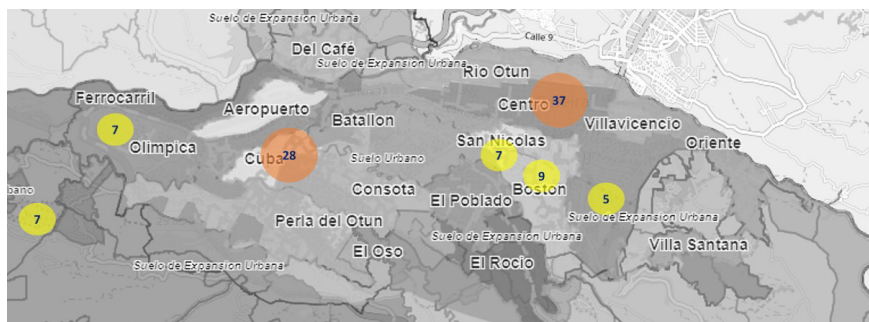 Suelo de Expansion Urbana
Calle 9
Del Café
Suelo de Expansion Urbana
Rio Otun
Ferrocarril
Aeropuerto
37
Centro
Batallon
Villavicencio
7
Olimpica
San Nicolas
Oriente
Cuba
28
Suelo Urbano
7
9
Consota
Boston
5
bano
El Poblado
7
Perla del Otun
Suelo de Expansion Urbana
Suelo de Expansion Urbana
Villa Santana
El Oso
Suelo de Expansion Urbana
El Rocio